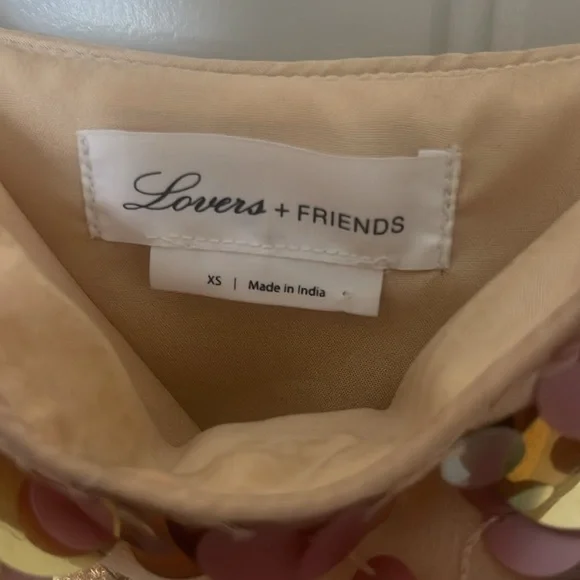 Lovers + FRIENDS
XS | Made in India